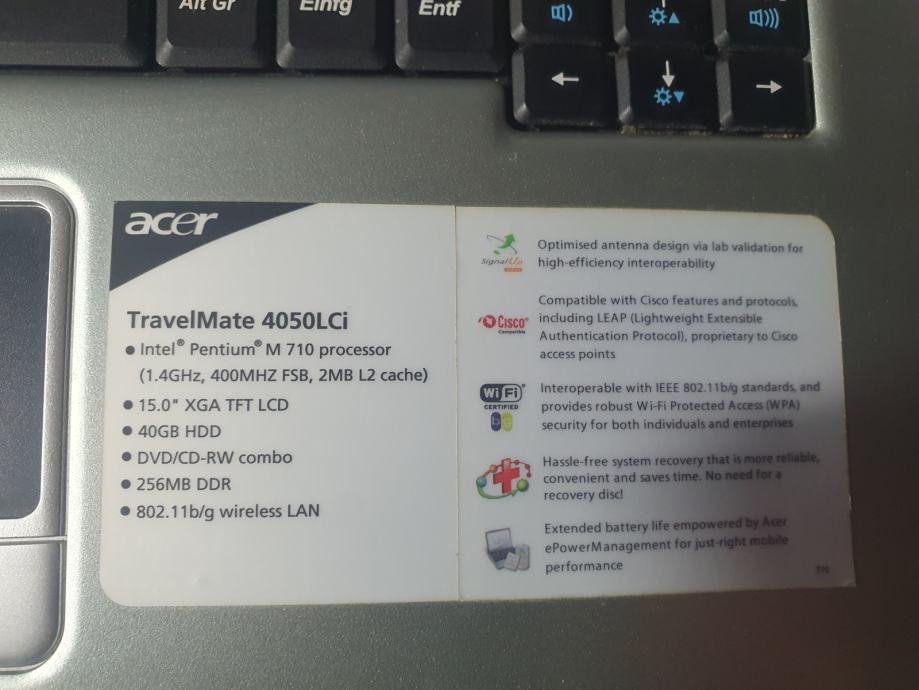 Alt Gr
Einfg
Entf
acer
TravelMate 4050LCi
Intel® Pentium® M 710 processor
(1.4GHz, 400MHZ FSB, 2MB L2 cache)
15.0" XGA TFT LCD
40GB HDD
DVD/CD-RW combo
256MB DDR
802.11b/g wireless LAN
SignalUp
Optimised antenna design via lab validation for
high-efficiency interoperability
Cisco
Compatible
Compatible with Cisco features and protocols,
including LEAP (Lightweight Extensible
Authentication Protocol), proprietary to Cisco
access points
Wi Fi®
CERTIFIED
b g
Interoperable with IEEE 802.11b/g standards, and
provides robust Wi-Fi Protected Access (WPA)
security for both individuals and enterprises
Hassle-free system recovery that is more reliable,
convenient and saves time. No need for a
recovery disc!
Extended battery life empowered by Acer
ePowerManagement for just-right mobile
performance